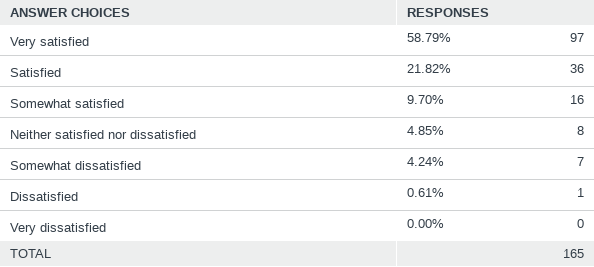 ANSWER CHOICES RESPONSES
Very satisfied 58.79% 97
Satisfied 21.82% 36
Somewhat satisfied 9.70% 16
Neither satisfied nor dissatisfied 4.85% 8
Somewhat dissatisfied 4.24% 7
Dissatisfied 0.61% 1
Very dissatisfied 0.00% 0
TOTAL 165